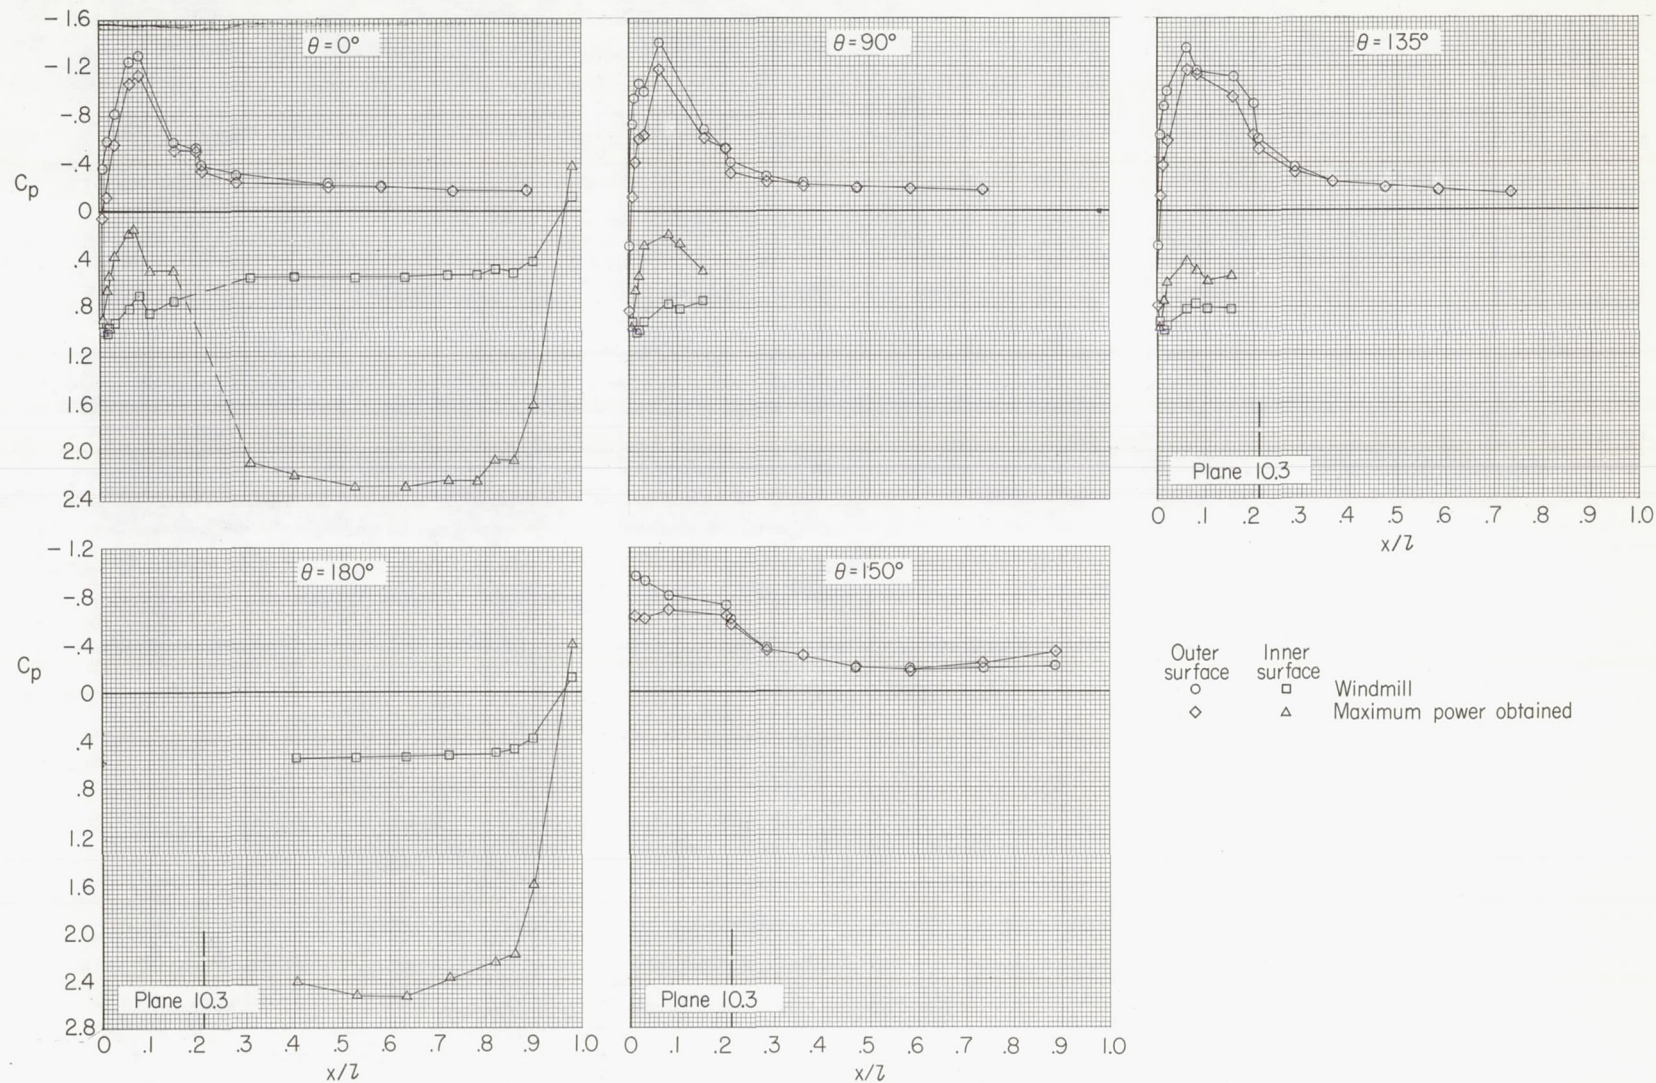 θ = 0°
θ = 90°
θ = 135°
Cp
−1.6
−1.2
−.8
−.4
0
.4
.8
1.2
1.6
2.0
2.4
Plane 10.3
0 .1 .2 .3 .4 .5 .6 .7 .8 .9 1.0
x/l
θ = 180°
θ = 150°
Cp
−1.2
−.8
−.4
0
.4
.8
1.2
1.6
2.0
2.4
2.8
Plane 10.3
Plane 10.3
0 .1 .2 .3 .4 .5 .6 .7 .8 .9 1.0
x/l
0 .1 .2 .3 .4 .5 .6 .7 .8 .9 1.0
x/l
Outer surface
Inner surface
Windmill
Maximum power obtained